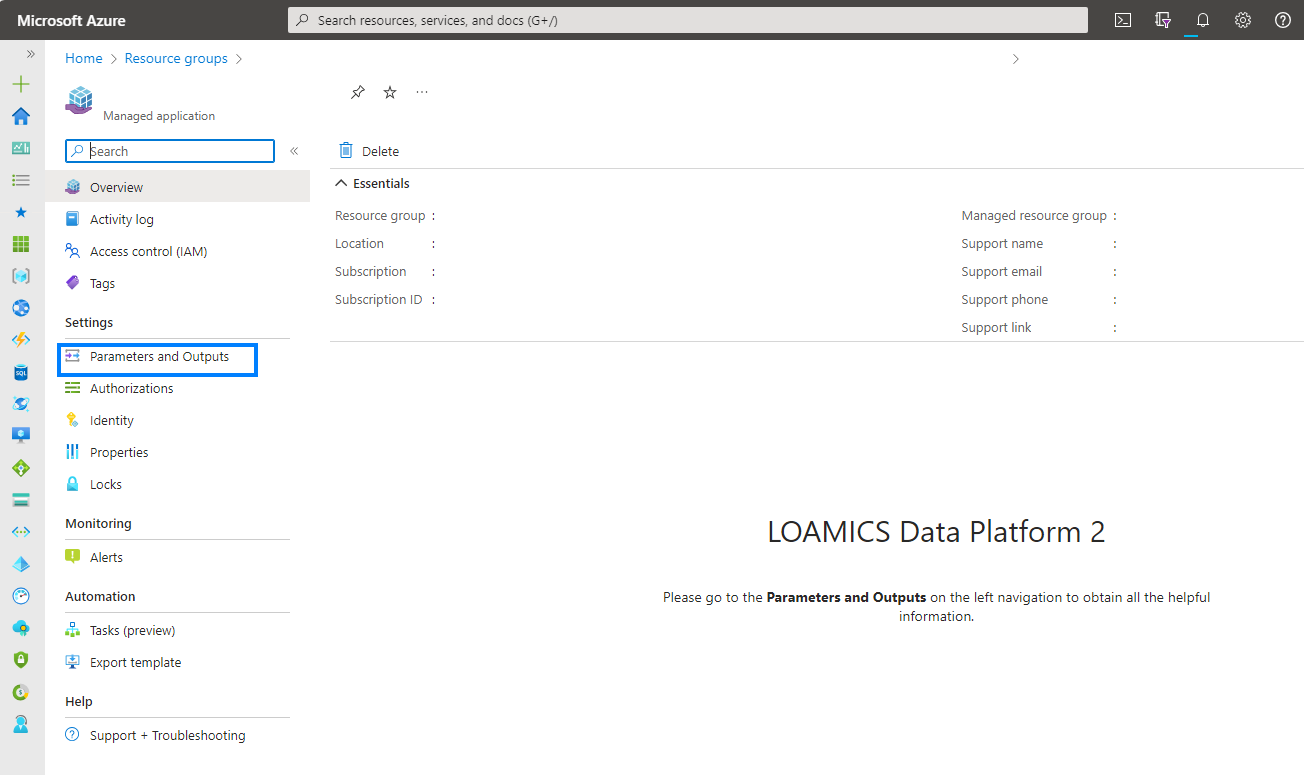 Microsoft Azure
Search resources, services, and docs (G+/)
Home > Resource groups >
Managed application
Search
Overview
Activity log
Access control (IAM)
Tags
Settings
Parameters and Outputs
Authorizations
Identity
Properties
Locks
Monitoring
Alerts
Automation
Tasks (preview)
Export template
Help
Support + Troubleshooting
Delete
Essentials
Resource group :
Location :
Subscription :
Subscription ID :
Managed resource group :
Support name :
Support email :
Support phone :
Support link :
LOAMICS Data Platform 2
Please go to the Parameters and Outputs on the left navigation to obtain all the helpful
information.